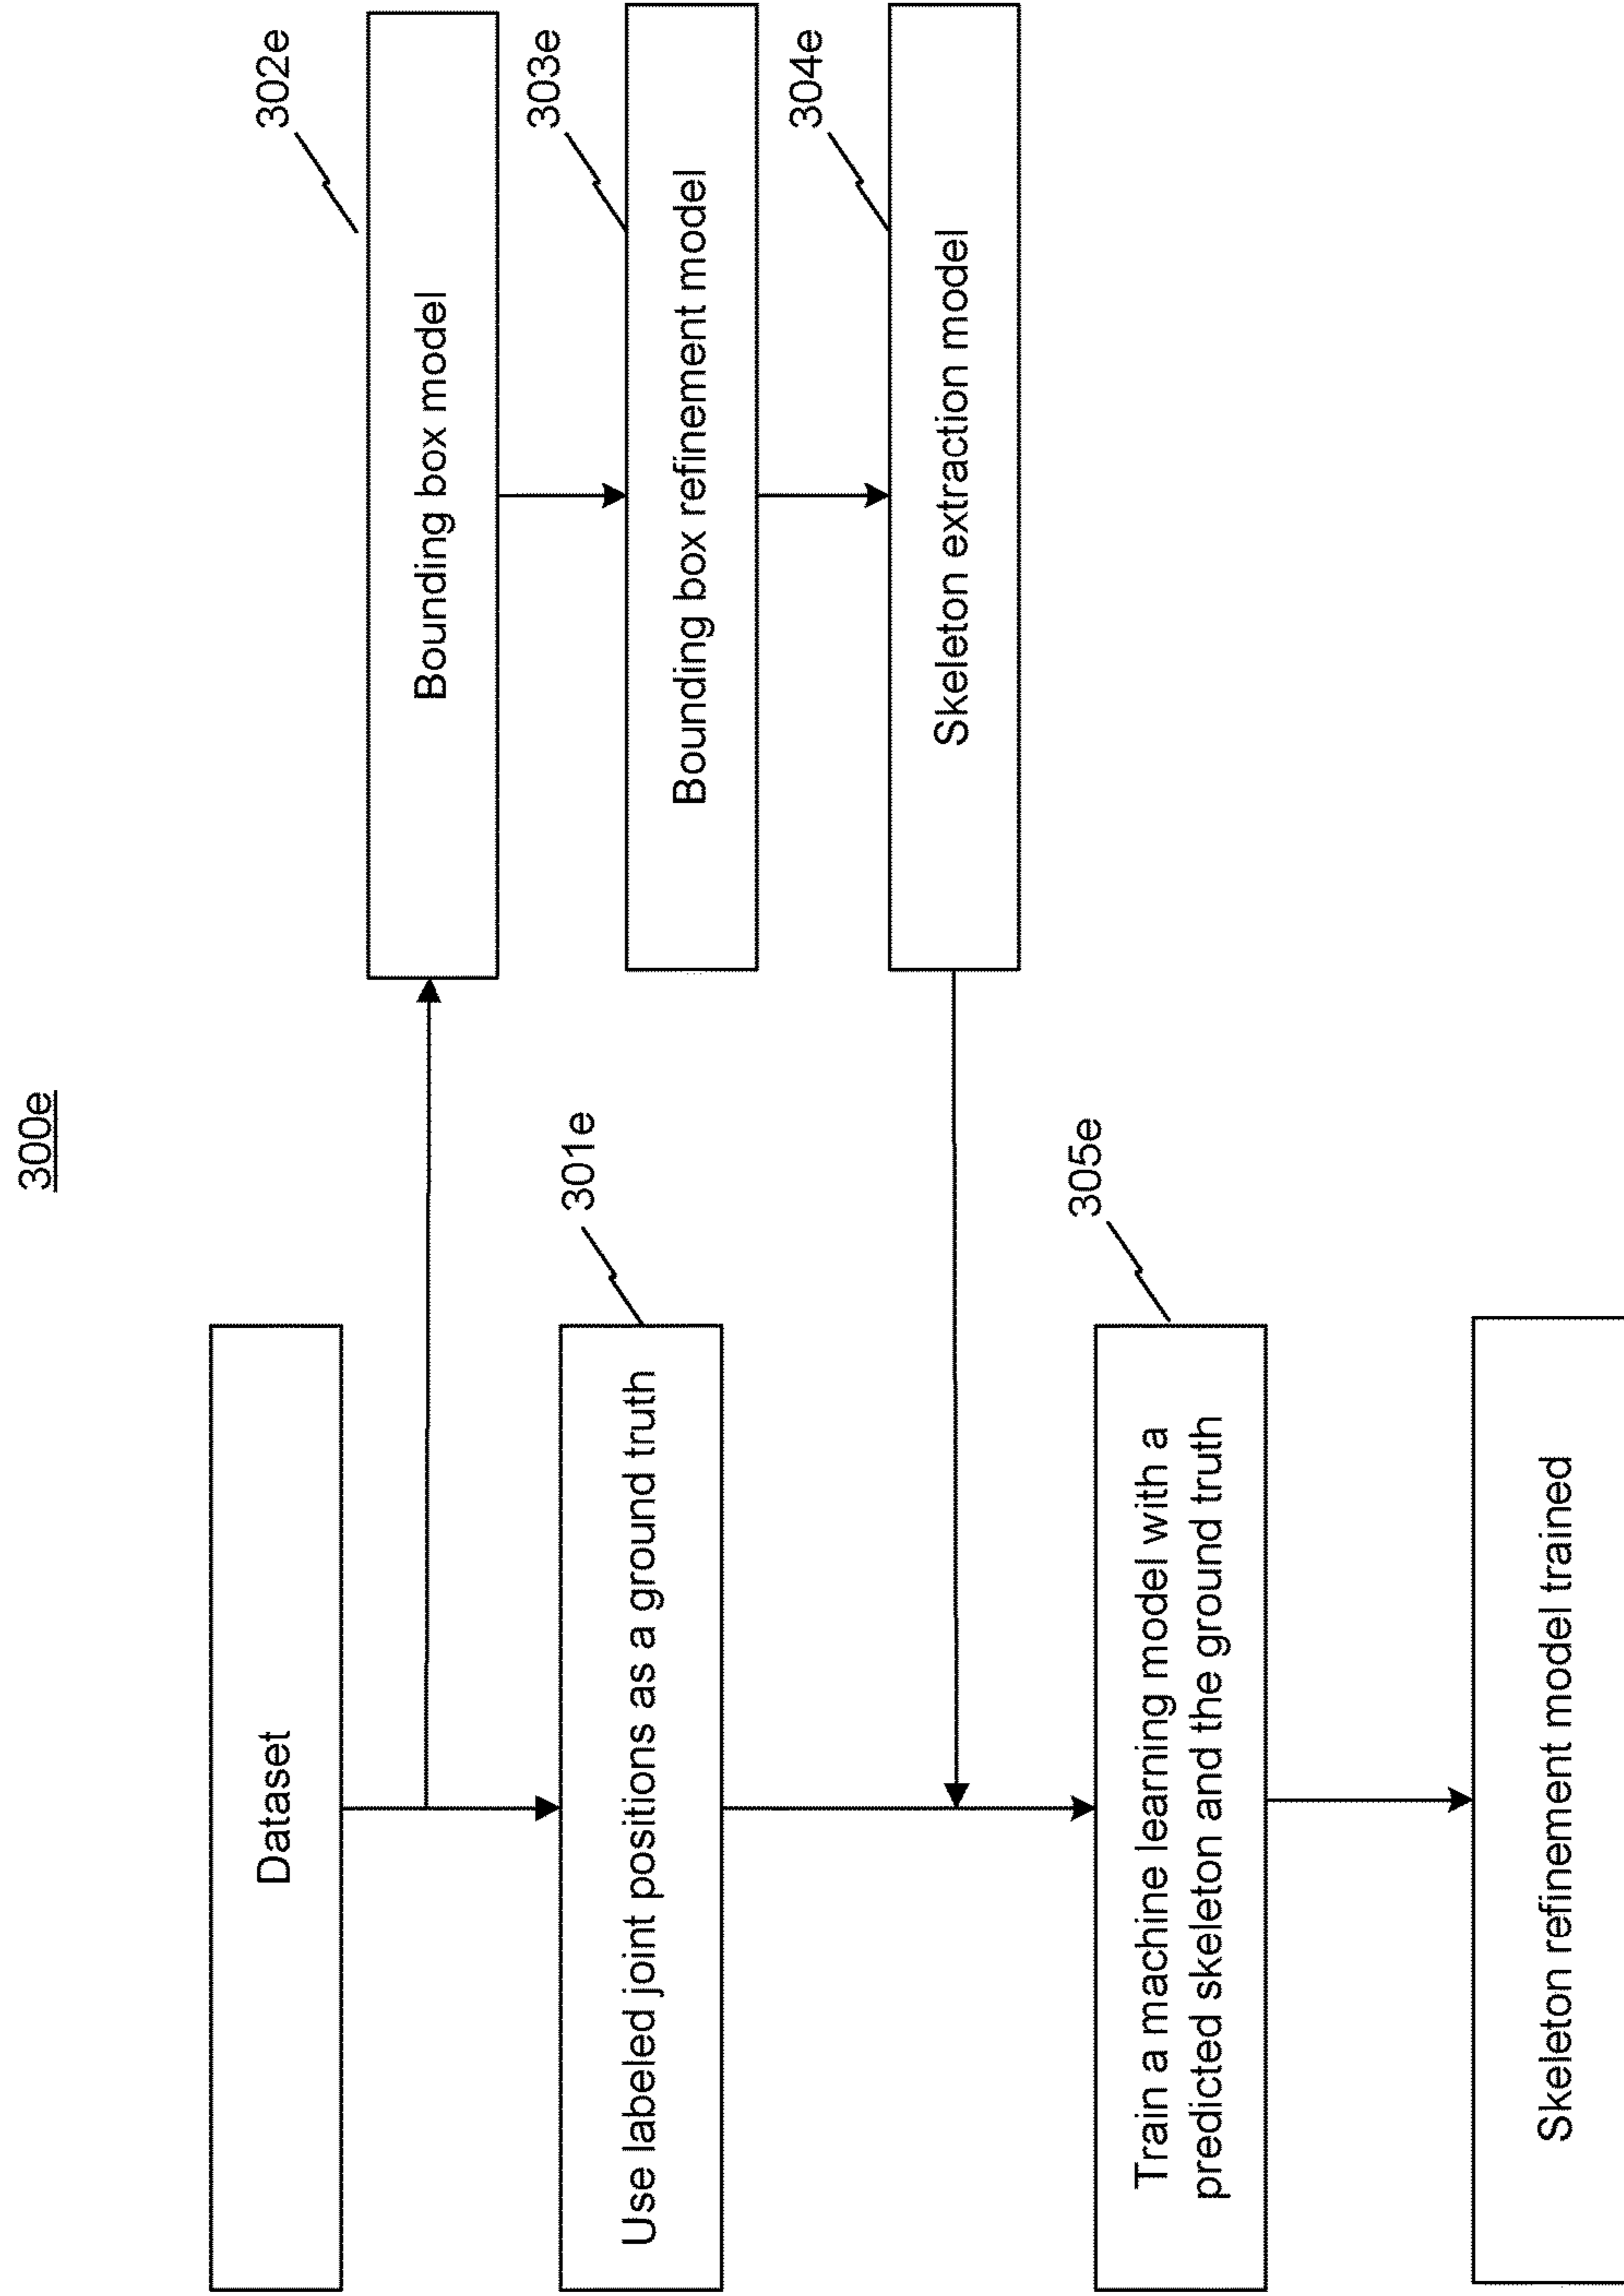 300e
Dataset
302e
Bounding box model
301e
Use labeled joint positions as a ground truth
303e
Bounding box refinement model
304e
Skeleton extraction model
305e
Train a machine learning model with a
predicted skeleton and the ground truth
Skeleton refinement model trained